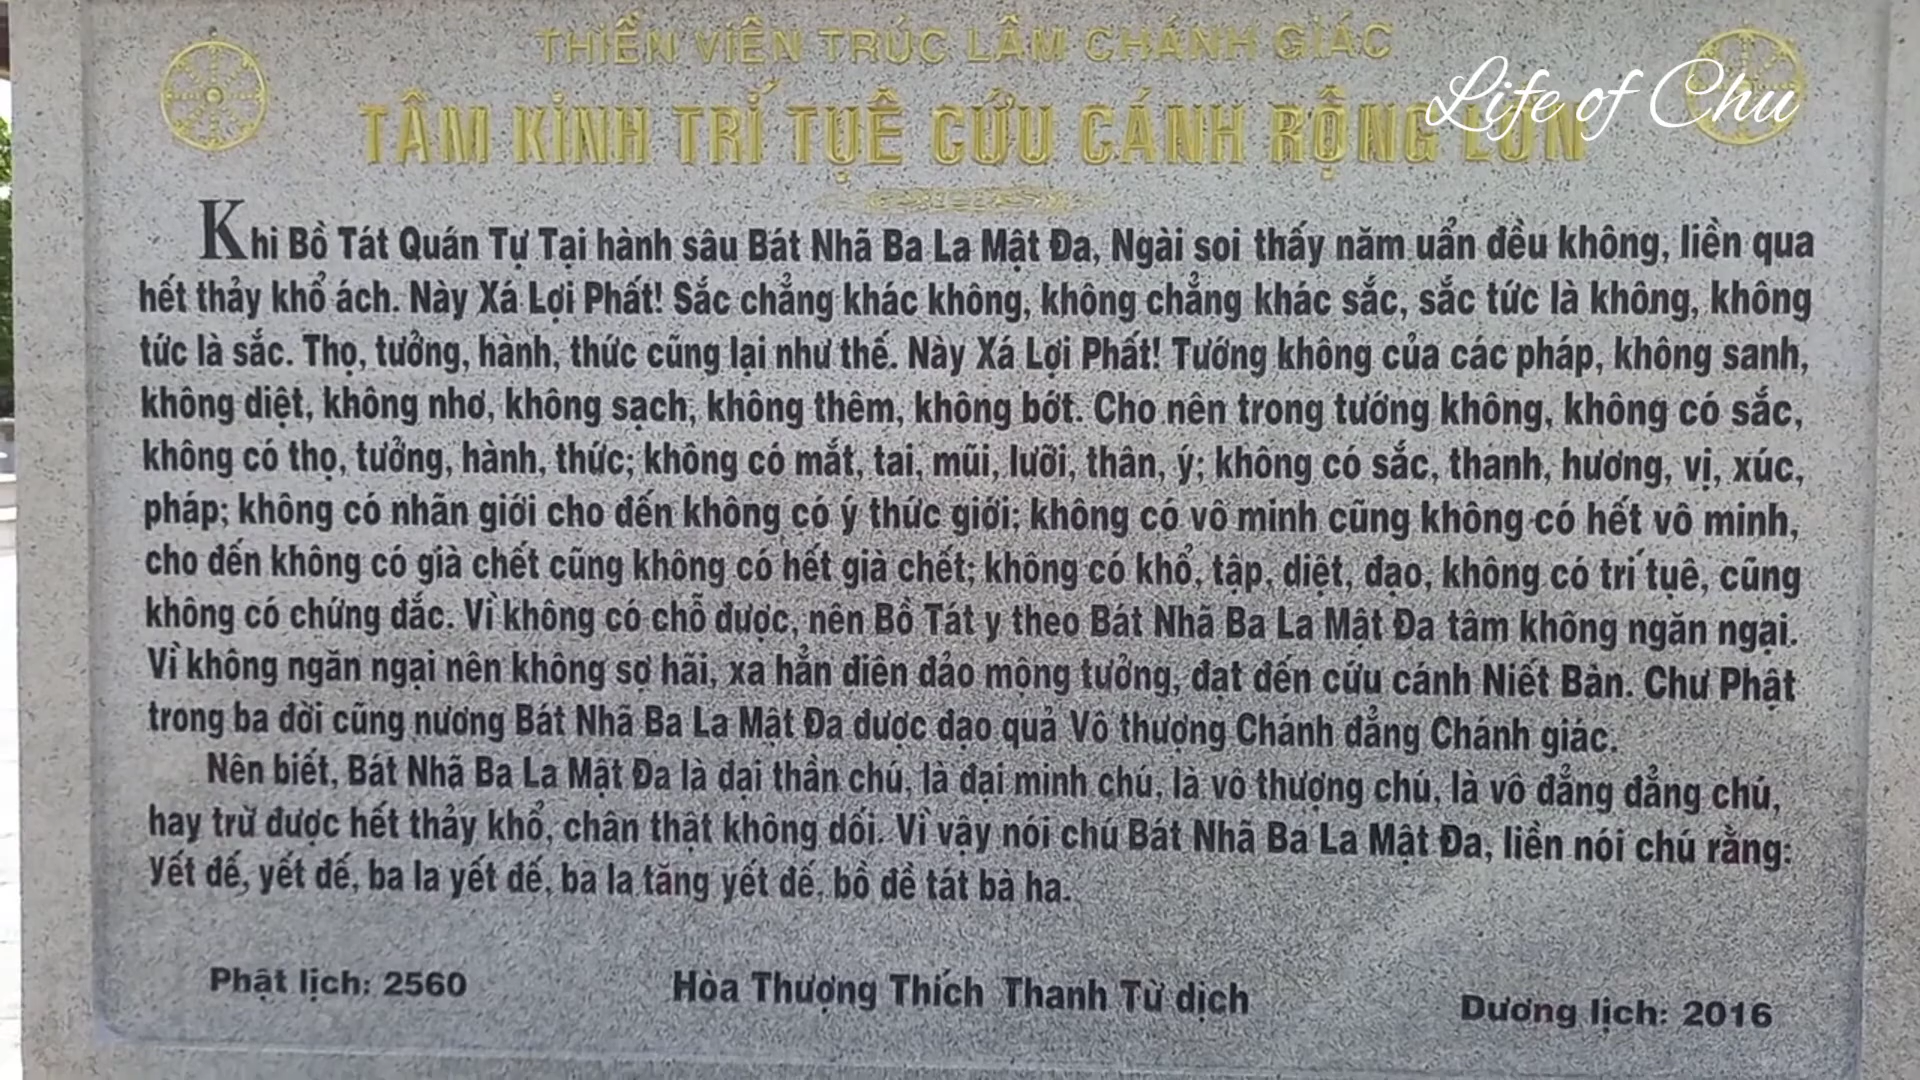 THIỀN VIỆN TRÚC LÂM CHÁNH GIÁC
Life of Chu
TÂM KINH TRÍ TUỆ CỨU CÁNH RỘNG LỚN
Khi Bồ Tát Quán Tự Tại hành sâu Bát Nhã Ba La Mật Đa, Ngài soi thấy năm uẩn đều không, liền qua
hết thảy khổ ách. Này Xá Lợi Phất! Sắc chẳng khác không, không chẳng khác sắc, sắc tức là không, không
tức là sắc. Thọ, tưởng, hành, thức cũng lại như thế. Này Xá Lợi Phất! Tướng không của các pháp, không sanh,
không diệt, không nhơ, không sạch, không thêm, không bớt. Cho nên trong tướng không, không có sắc,
không có thọ, tưởng, hành, thức; không có mắt, tai, mũi, lưỡi, thân, ý; không có sắc, thanh, hương, vị, xúc,
pháp; không có nhãn giới cho đến không có ý thức giới; không có vô minh cũng không có hết vô minh,
cho đến không có già chết cũng không có hết già chết; không có khổ, tập, diệt, đạo, không có trí tuệ, cũng
không có chứng đắc. Vì không có chỗ được, nên Bồ Tát y theo Bát Nhã Ba La Mật Đa tâm không ngăn ngại.
Vì không ngăn ngại nên không sợ hãi, xa hẳn điên đảo mộng tưởng, đạt đến cứu cánh Niết Bàn. Chư Phật
trong ba đời cũng nương Bát Nhã Ba La Mật Đa được đạo quả Vô thượng Chánh đẳng Chánh giác.
Nên biết, Bát Nhã Ba La Mật Đa là đại thần chú, là đại minh chú, là vô thượng chú, là vô đẳng đẳng chú,
hay trừ được hết thảy khổ, chân thật không dối. Vì vậy nói chú Bát Nhã Ba La Mật Đa, liền nói chú rằng:
Yết đế, yết đế, ba la yết đế, ba la tăng yết đế, bồ đề tát bà ha.
Phật lịch: 2560
Hòa Thượng Thích Thanh Từ dịch
Dương lịch: 2016